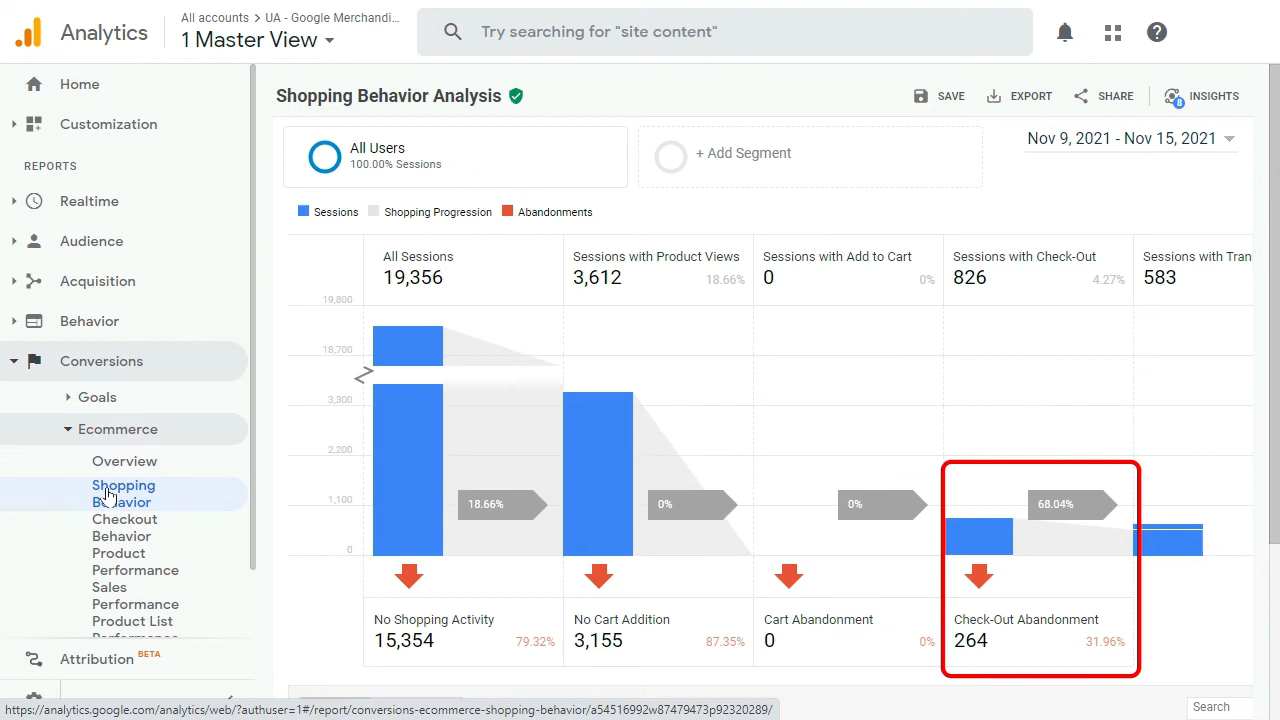 Analytics
All accounts > UA - Google Merchandi...
1 Master View
Try searching for "site content"
Home
Customization
REPORTS
Realtime
Audience
Acquisition
Behavior
Conversions
Goals
Ecommerce
Overview
Shopping
Behavior
Checkout
Behavior
Product
Performance
Sales
Performance
Product List
Performance
Attribution BETA
Shopping Behavior Analysis
SAVE
EXPORT
SHARE
8
INSIGHTS
All Users
100.00% Sessions
+ Add Segment
Nov 9, 2021 - Nov 15, 2021
Sessions
Shopping Progression
Abandonments
All Sessions
19,356
Sessions with Product Views
3,612 18.66%
Sessions with Add to Cart
0 0%
Sessions with Check-Out
826 4.27%
Sessions with Tran
583
19,800
18,700
3,300
2,200
1,100
0
18.66%
0%
0%
68.04%
No Shopping Activity
15,354 79.32%
No Cart Addition
3,155 87.35%
Cart Abandonment
0 0%
Check-Out Abandonment
264 31.96%
Search
https://analytics.google.com/analytics/web/?authuser=1#/report/conversions-ecommerce-shopping-behavior/a54516992w87479473p92320289/